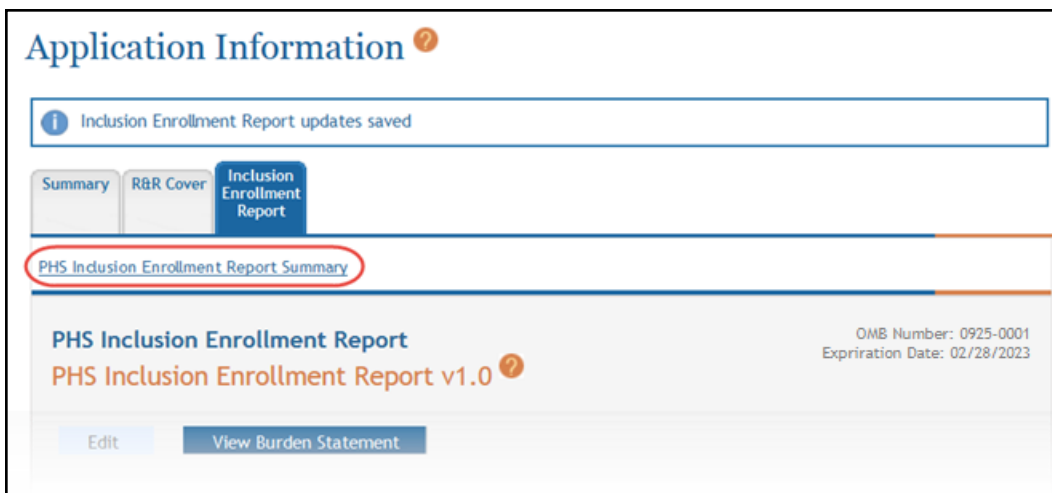 Application Information ?
i Inclusion Enrollment Report updates saved
Summary
R&R Cover
Inclusion
Enrollment
Report
PHS Inclusion Enrollment Report Summary
PHS Inclusion Enrollment Report
OMB Number: 0925-0001
Expriration Date: 02/28/2023
PHS Inclusion Enrollment Report v1.0 ?
Edit
View Burden Statement